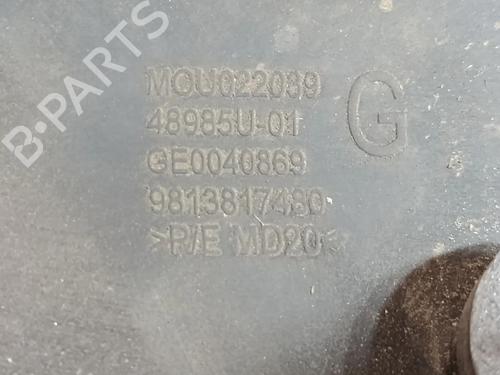 B-PARTS
MOU022039
48985U-01
GE0040869
9813817480
>P/E MD20<
G